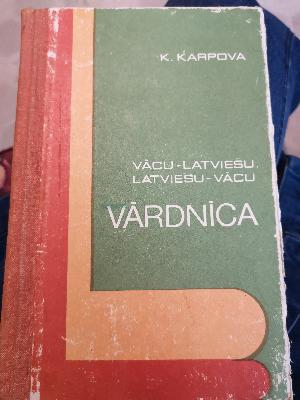 K. KARPOVA
VĀCU-LATVIEŠU,
LATVIEŠU-VĀCU
VĀRDNĪCA